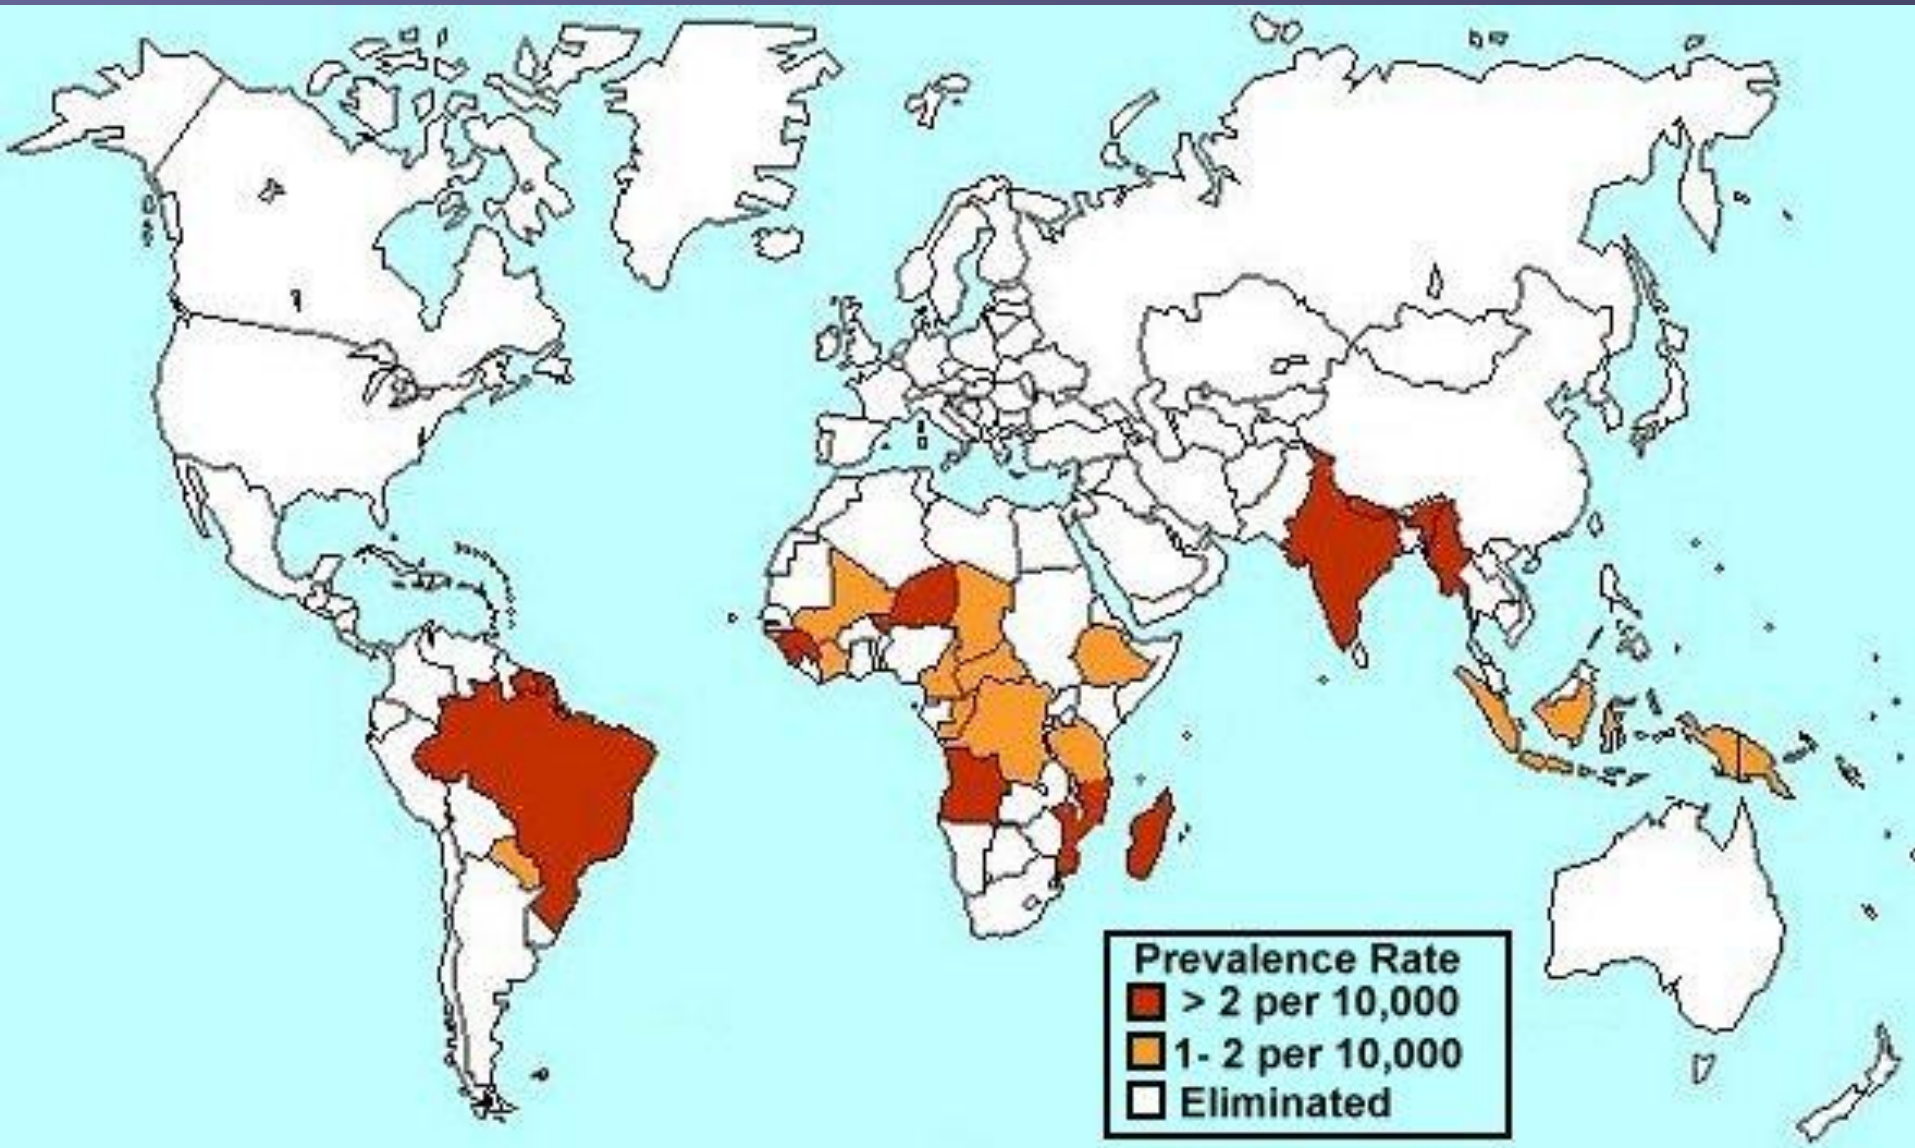 Prevalence Rate
> 2 per 10,000
1- 2 per 10,000
Eliminated